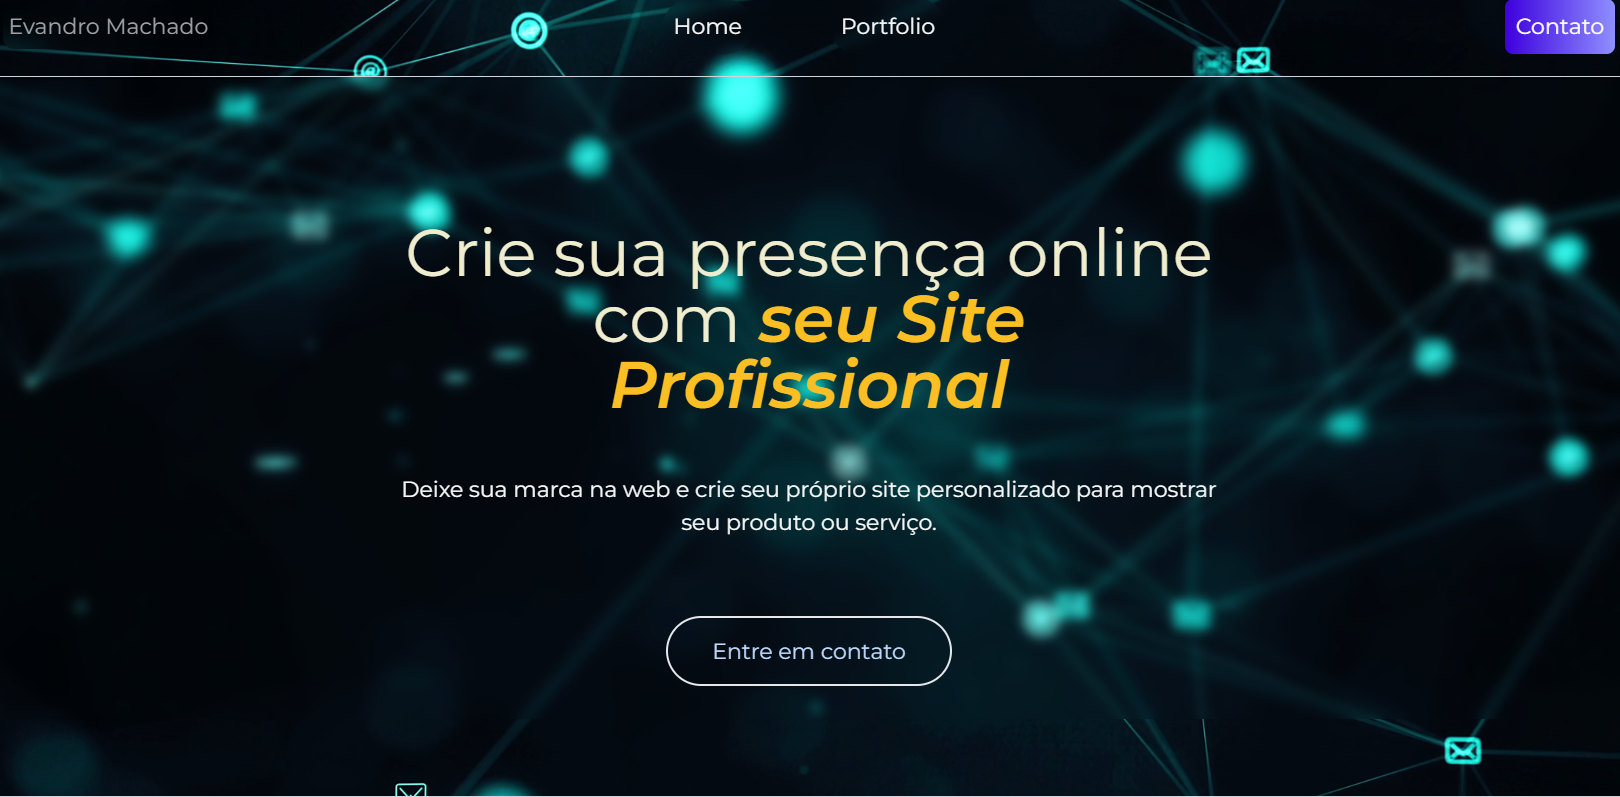 Evandro Machado
Home
Portfolio
Contato
Crie sua presença online
com seu Site
Profissional
Deixe sua marca na web e crie seu próprio site personalizado para mostrar
seu produto ou serviço.
Entre em contato